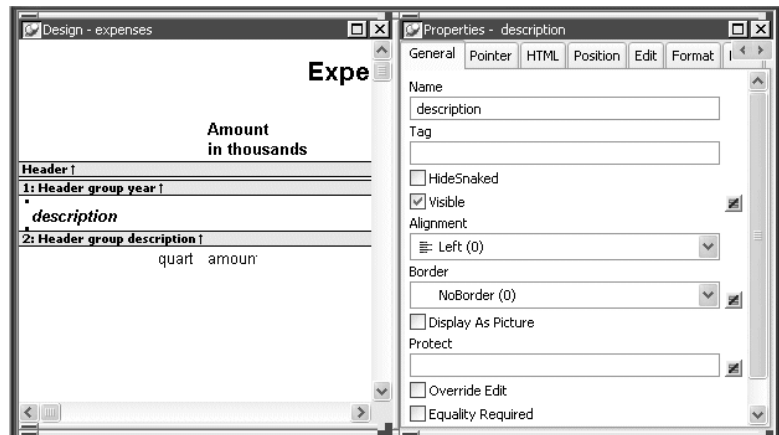 Design - expenses
Expe
Amount
in thousands
Header↑
1: Header group year↑
description
2: Header group description↑
quart amoun
Properties - description
General Pointer HTML Position Edit Format
Name
description
Tag
HideSnaked
Visible
Alignment
Left (0)
Border
NoBorder (0)
Display As Picture
Protect
Override Edit
Equality Required